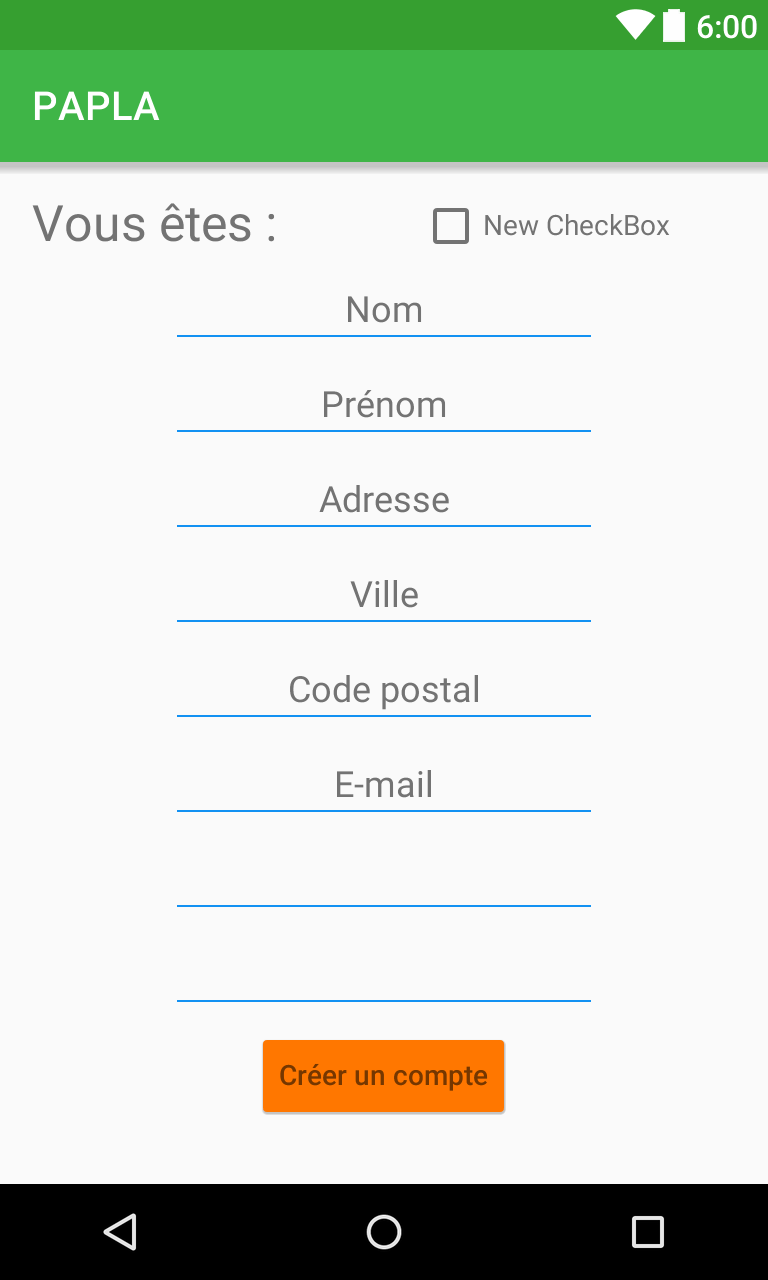 6:00
PAPLA
Vous êtes :
New CheckBox
Nom
Prénom
Adresse
Ville
Code postal
E-mail
Créer un compte